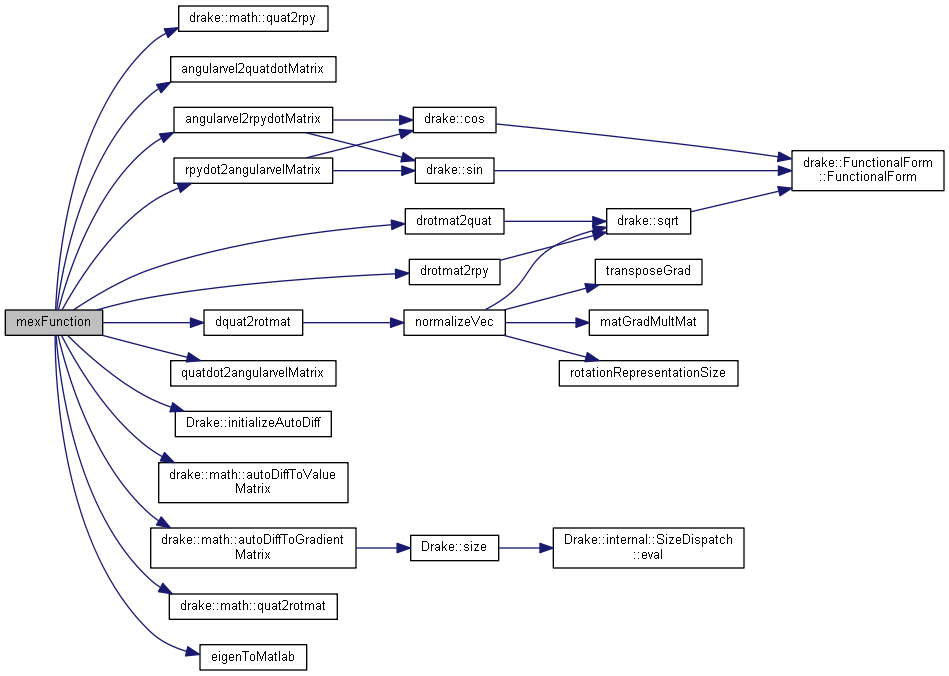 drake::math::quat2rpy
angularvel2quatdotMatrix
angularvel2rpydotMatrix
drake::cos
drake::FunctionalForm
::FunctionalForm
rpydot2angularvelMatrix
drake::sin
drotmat2quat
drake::sqrt
drotmat2rpy
transposeGrad
mexFunction
dquat2rotmat
normalizeVec
matGradMultMat
quatdot2angularvelMatrix
rotationRepresentationSize
Drake::initializeAutoDiff
drake::math::autoDiffToValue
Matrix
drake::math::autoDiffToGradient
Matrix
Drake::size
Drake::internal::SizeDispatch
::eval
drake::math::quat2rotmat
eigenToMatlab